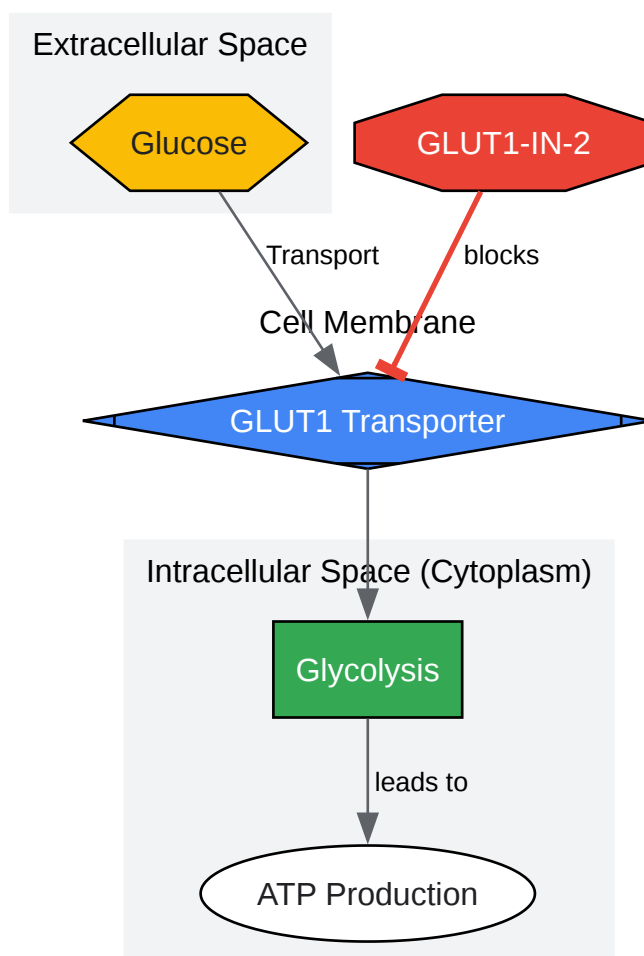 Extracellular Space
Glucose
GLUT1-IN-2
Transport
blocks
Cell Membrane
GLUT1 Transporter
Intracellular Space (Cytoplasm)
Glycolysis
leads to
ATP Production